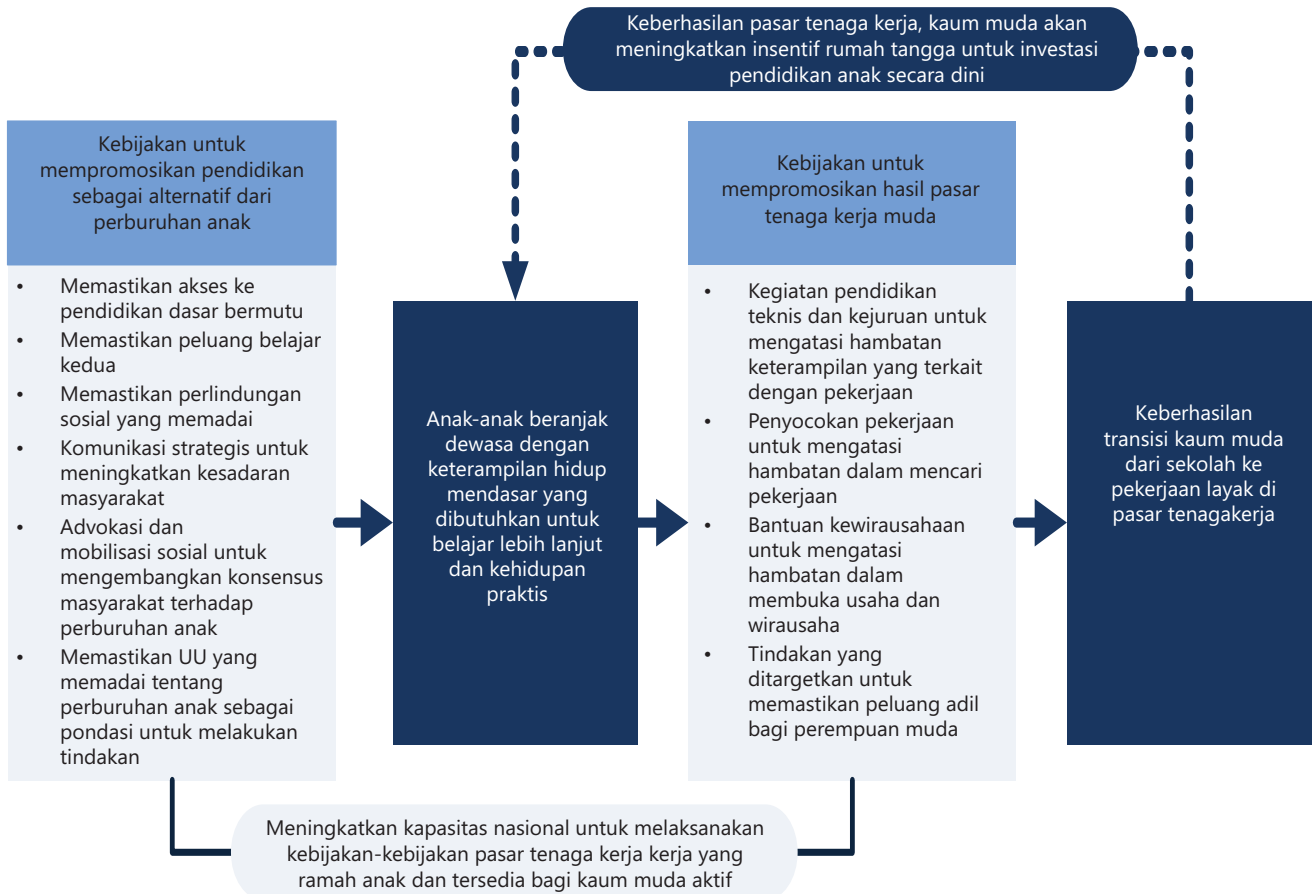 Keberhasilan pasar tenaga kerja, kaum muda akan
meningkatkan insentif rumah tangga untuk investasi
pendidikan anak secara dini
Kebijakan untuk
mempromosikan pendidikan
sebagai alternatif dari
perburuhan anak
• Memastikan akses ke
pendidikan dasar bermutu
• Memastikan peluang belajar
kedua
• Memastikan perlindungan
sosial yang memadai
• Komunikasi strategis untuk
meningkatkan kesadaran
masyarakat
• Advokasi dan
mobilisasi sosial untuk
mengembangkan konsensus
masyarakat terhadap
perburuhan anak
• Memastikan UU yang
memadai tentang
perburuhan anak sebagai
pondasi untuk melakukan
tindakan
Anak-anak beranjak
dewasa dengan
keterampilan hidup
mendasar yang
dibutuhkan untuk
belajar lebih lanjut
dan kehidupan
praktis
Kebijakan untuk
mempromosikan hasil pasar
tenaga kerja muda
• Kegiatan pendidikan
teknis dan kejuruan untuk
mengatasi hambatan
keterampilan yang terkait
dengan pekerjaan
• Penyocokan pekerjaan
untuk mengatasi
hambatan dalam mencari
pekerjaan
• Bantuan kewirausahaan
untuk mengatasi
hambatan dalam
membuka usaha dan
wirausaha
• Tindakan yang
ditargetkan untuk
memastikan peluang adil
bagi perempuan muda
Keberhasilan
transisi kaum muda
dari sekolah ke
pekerjaan layak di
pasar tenagakerja
Meningkatkan kapasitas nasional untuk melaksanakan
kebijakan-kebijakan pasar tenaga kerja kerja yang
ramah anak dan tersedia bagi kaum muda aktif